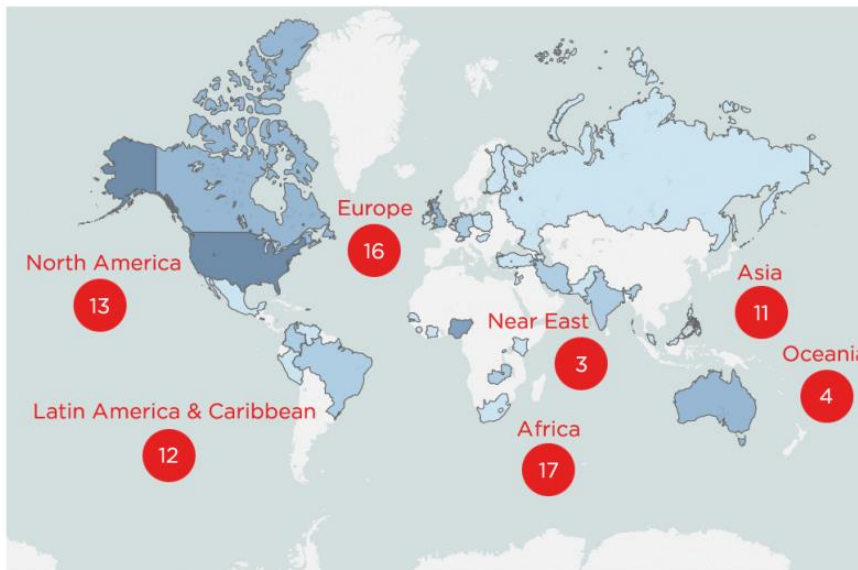 Europe
16
North America
13
Asia
11
Near East
3
Oceania
4
Latin America & Caribbean
12
Africa
17